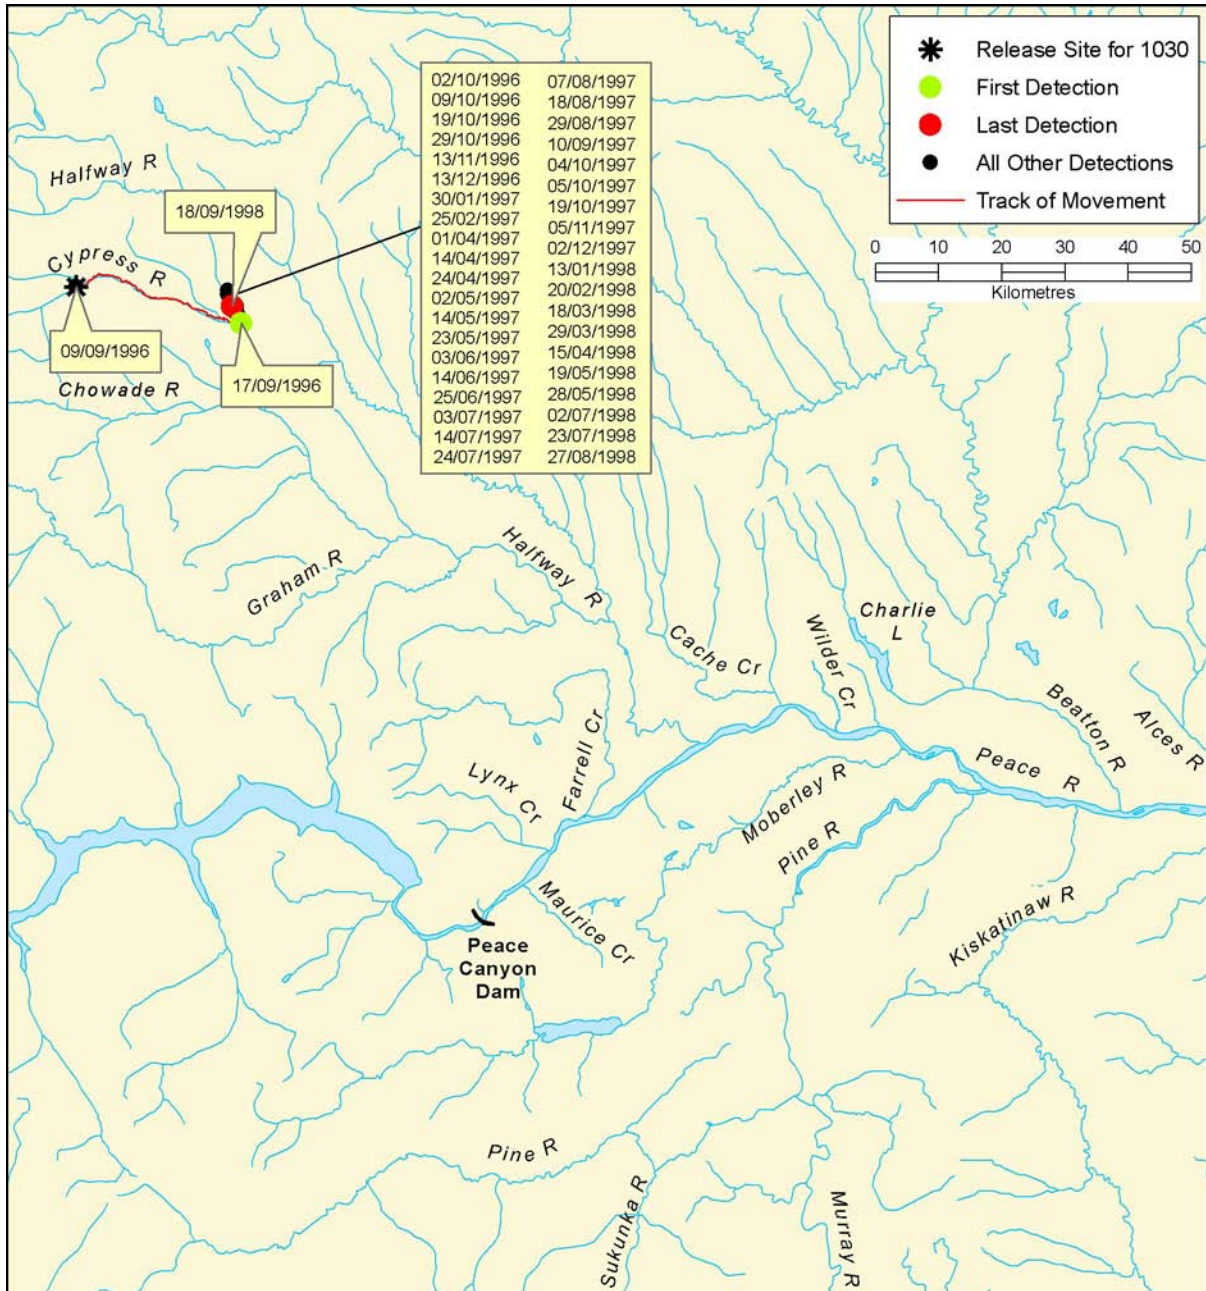 Release Site for 1030
First Detection
Last Detection
All Other Detections
Track of Movement
0 10 20 30 40 50
Kilometres
02/10/1996
09/10/1996
19/10/1996
29/10/1996
13/11/1996
13/12/1996
30/01/1997
25/02/1997
01/04/1997
14/04/1997
24/04/1997
02/05/1997
14/05/1997
23/05/1997
03/06/1997
14/06/1997
25/06/1997
03/07/1997
14/07/1997
24/07/1997
07/08/1997
18/08/1997
29/08/1997
10/09/1997
04/10/1997
05/10/1997
19/10/1997
05/11/1997
02/12/1997
13/01/1998
20/02/1998
18/03/1998
29/03/1998
15/04/1998
19/05/1998
28/05/1998
02/07/1998
23/07/1998
27/08/1998
Halfway R
18/09/1998
Cypress R
09/09/1996
17/09/1996
Chowade R
Graham R
Halfway R
Cache Cr
Wilder Cr
Charlie
L
Beatton R
Alces R
Peace R
Farrell Cr
Lynx Cr
Moberley R
Pine R
Maurice Cr
Kiskatinaw R
Peace
Canyon
Dam
Pine R
Sukunka R
Murray R